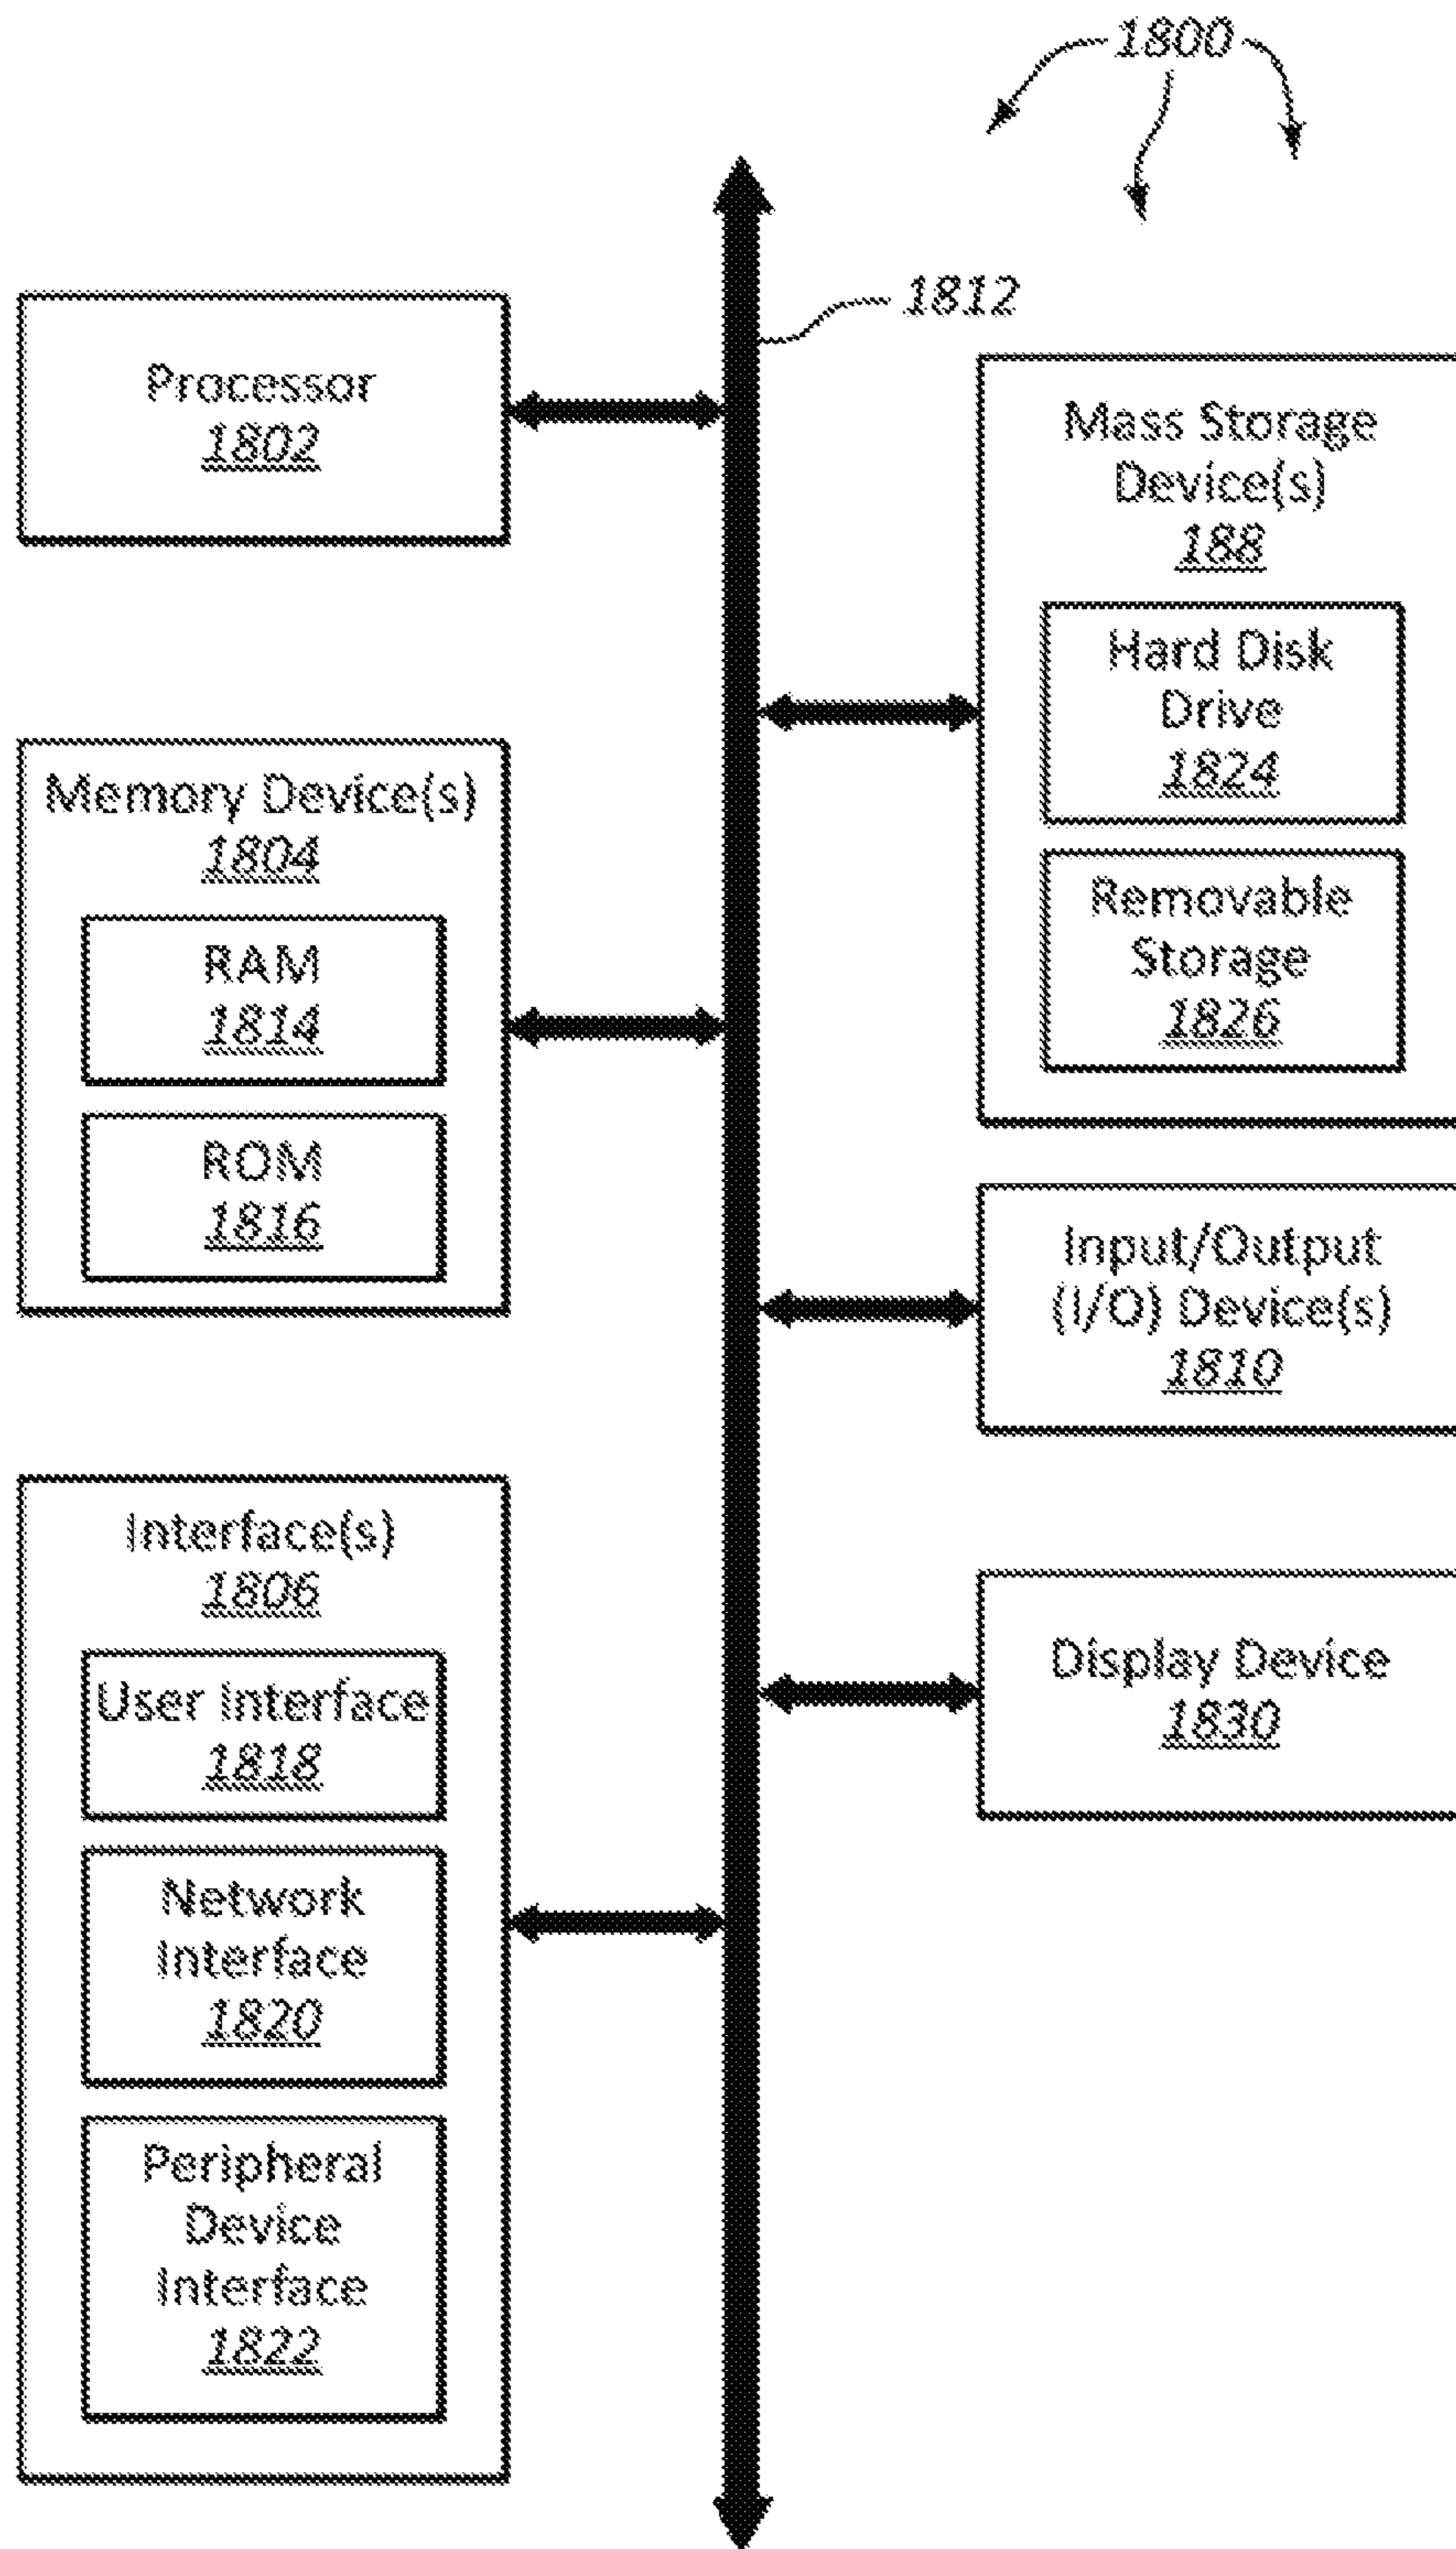 1800
1812
Processor
1802
Memory Device(s)
1804
RAM
1814
ROM
1816
Interface(s)
1806
User Interface
1818
Network
Interface
1820
Peripheral
Device
Interface
1822
Mass Storage
Device(s)
188
Hard Disk
Drive
1824
Removable
Storage
1826
Input/Output
(I/O) Device(s)
1810
Display Device
1830